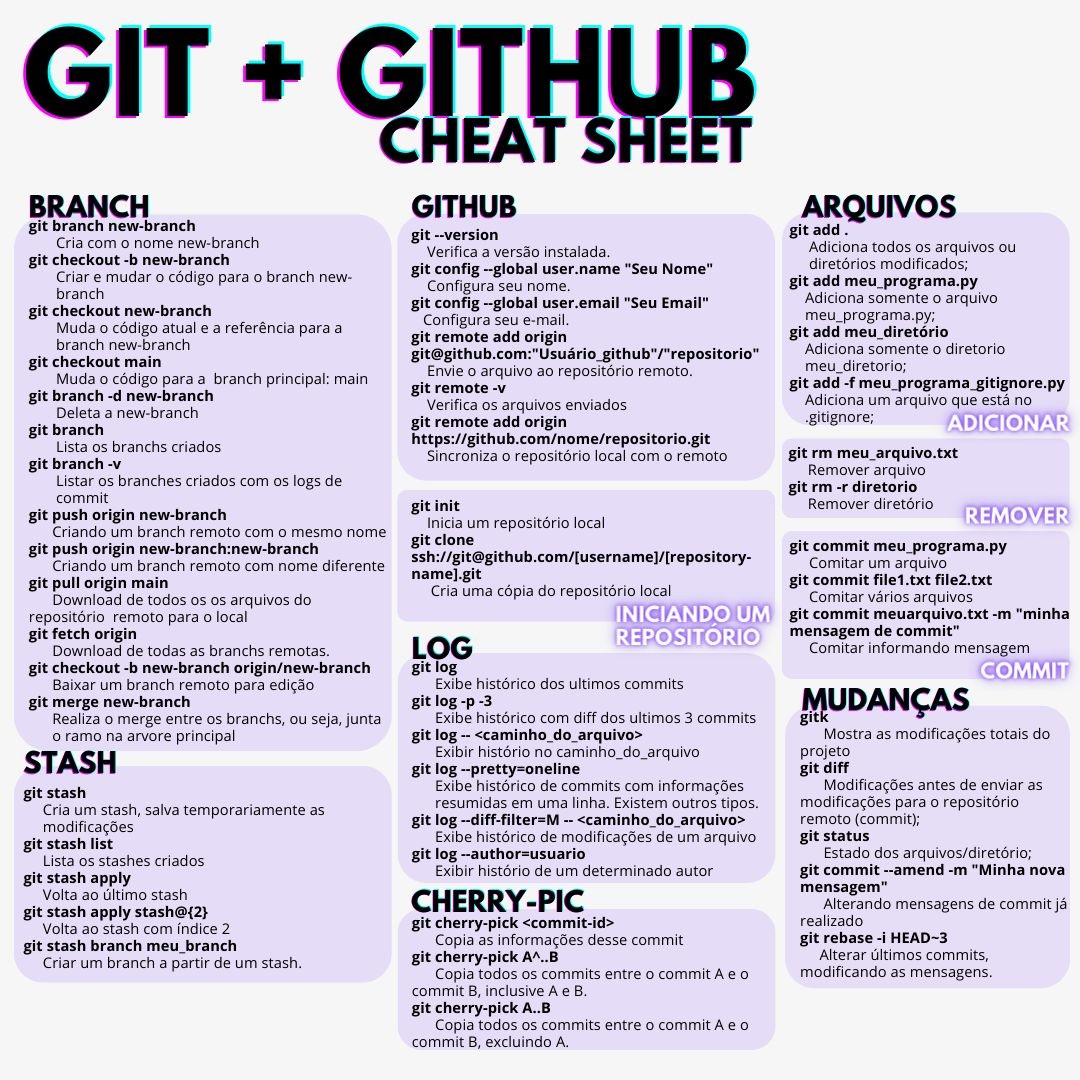 GIT + GITHUB
CHEAT SHEET
BRANCH
git branch new-branch
Cria com o nome new-branch
git checkout -b new-branch
Criar e mudar o código para o branch new-
branch
git checkout new-branch
Muda o código atual e a referência para a
branch new-branch
git checkout main
Muda o código para a branch principal: main
git branch -d new-branch
Deleta a new-branch
git branch
Lista os branchs criados
git branch -v
Listar os branches criados com os logs de
commit
git push origin new-branch
Criando um branch remoto com o mesmo nome
git push origin new-branch:new-branch
Criando um branch remoto com nome diferente
git pull origin main
Download de todos os os arquivos do
repositório remoto para o local
git fetch origin
Download de todas as branchs remotas.
git checkout -b new-branch origin/new-branch
Baixar um branch remoto para edição
git merge new-branch
Realiza o merge entre os branchs, ou seja, junta
o ramo na arvore principal
STASH
git stash
Cria um stash, salva temporariamente as
modificações
git stash list
Lista os stashes criados
git stash apply
Volta ao último stash
git stash apply stash@{2}
Volta ao stash com índice 2
git stash branch meu_branch
Criar um branch a partir de um stash.
GITHUB
git --version
Verifica a versão instalada.
git config --global user.name "Seu Nome"
Configura seu nome.
git config --global user.email "Seu Email"
Configura seu e-mail.
git remote add origin
git@github.com:"Usuário_github"/"repositorio"
Envie o arquivo ao repositório remoto.
git remote -v
Verifica os arquivos enviados
git remote add origin
https://github.com/nome/repositorio.git
Sincroniza o repositório local com o remoto
git init
Inicia um repositório local
git clone
ssh://git@github.com/[username]/[repository-
name].git
Cria uma cópia do repositório local
INICIANDO UM
REPOSITÓRIO
LOG
git log
Exibe histórico dos ultimos commits
git log -p -3
Exibe histórico com diff dos ultimos 3 commits
git log -- <caminho_do_arquivo>
Exibir histório no caminho_do_arquivo
git log --pretty=oneline
Exibe histórico de commits com informações
resumidas em uma linha. Existem outros tipos.
git log --diff-filter=M -- <caminho_do_arquivo>
Exibe histórico de modificações de um arquivo
git log --author=usuario
Exibir histório de um determinado autor
CHERRY-PIC
git cherry-pick <commit-id>
Copia as informações desse commit
git cherry-pick A^..B
Copia todos os commits entre o commit A e o
commit B, inclusive A e B.
git cherry-pick A..B
Copia todos os commits entre o commit A e o
commit B, excluindo A.
ARQUIVOS
git add .
Adiciona todos os arquivos ou
diretórios modificados;
git add meu_programa.py
Adiciona somente o arquivo
meu_programa.py;
git add meu_diretório
Adiciona somente o diretorio
meu_diretorio;
git add -f meu_programa_gitignore.py
Adiciona um arquivo que está no
.gitignore;
ADICIONAR
git rm meu_arquivo.txt
Remover arquivo
git rm -r diretorio
Remover diretório
REMOVER
git commit meu_programa.py
Comitar um arquivo
git commit file1.txt file2.txt
Comitar vários arquivos
git commit meuarquivo.txt -m "minha
mensagem de commit"
Comitar informando mensagem
COMMIT
MUDANÇAS
gitk
Mostra as modificações totais do
projeto
git diff
Modificações antes de enviar as
modificações para o repositório
remoto (commit);
git status
Estado dos arquivos/diretório;
git commit --amend -m "Minha nova
mensagem"
Alterando mensagens de commit já
realizado
git rebase -i HEAD~3
Alterar últimos commits,
modificando as mensagens.